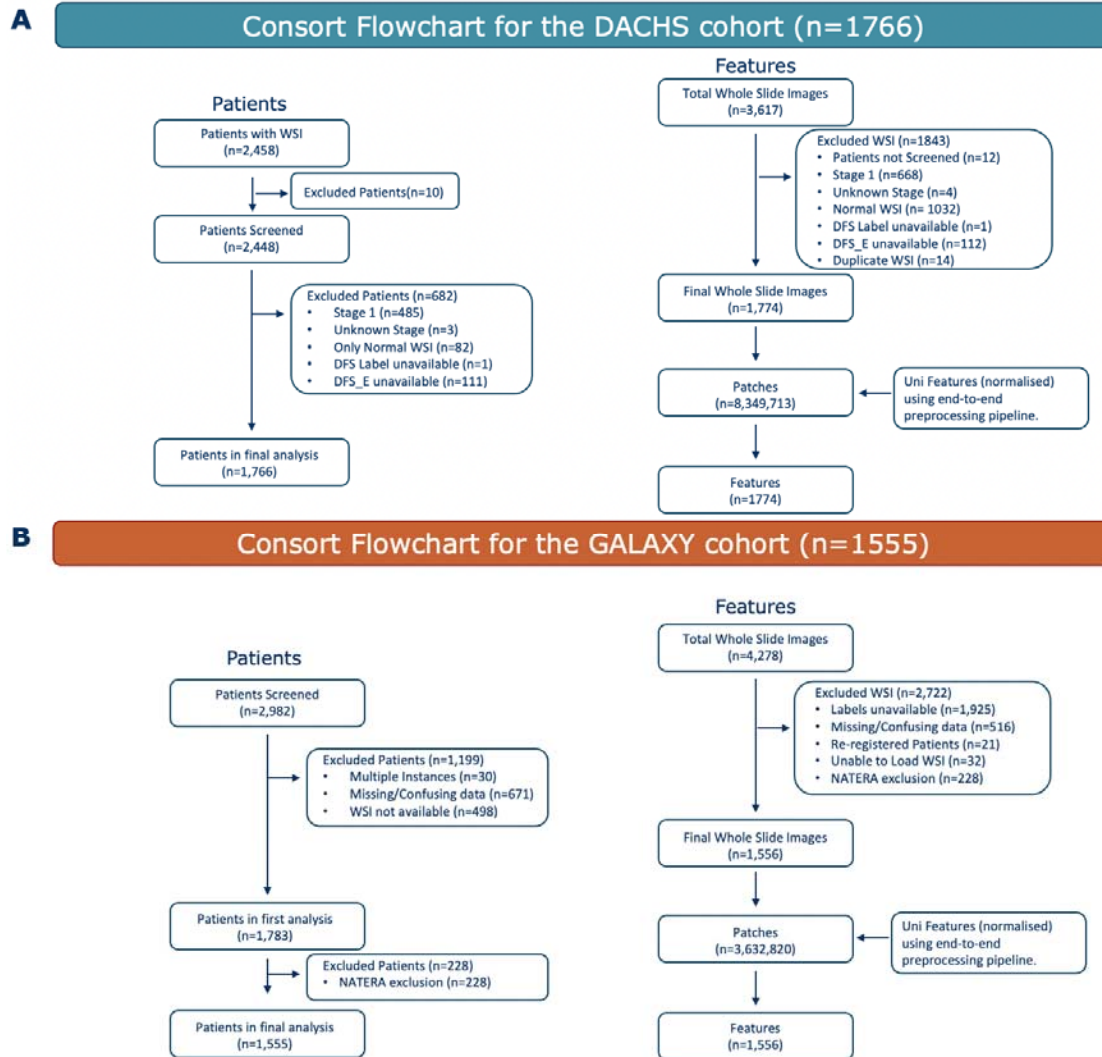 A
Consort Flowchart for the DACHS cohort (n=1766)
Patients
Patients with WSI
(n=2,458)
Excluded Patients(n=10)
Patients Screened
(n=2,448)
Excluded Patients (n=682)
• Stage 1 (n=485)
• Unknown Stage (n=3)
• Only Normal WSI (n=82)
• DFS Label unavailable (n=1)
• DFS_E unavailable (n=111)
Patients in final analysis
(n=1,766)
Features
Total Whole Slide Images
(n=3,617)
Excluded WSI (n=1843)
• Patients not Screened (n=12)
• Stage 1 (n=668)
• Unknown Stage (n=4)
• Normal WSI (n= 1032)
• DFS Label unavailable (n=1)
• DFS_E unavailable (n=112)
• Duplicate WSI (n=14)
Final Whole Slide Images
(n=1,774)
Patches
(n=8,349,713)
Uni Features (normalised)
using end-to-end
preprocessing pipeline.
Features
(n=1774)
B
Consort Flowchart for the GALAXY cohort (n=1555)
Patients
Patients Screened
(n=2,982)
Excluded Patients (n=1,199)
• Multiple Instances (n=30)
• Missing/Confusing data (n=671)
• WSI not available (n=498)
Patients in first analysis
(n=1,783)
Excluded Patients (n=228)
• NATERA exclusion (n=228)
Patients in final analysis
(n=1,555)
Features
Total Whole Slide Images
(n=4,278)
Excluded WSI (n=2,722)
• Labels unavailable (n=1,925)
• Missing/Confusing data (n=516)
• Re-registered Patients (n=21)
• Unable to Load WSI (n=32)
• NATERA exclusion (n=228)
Final Whole Slide Images
(n=1,556)
Patches
(n=3,632,820)
Uni Features (normalised)
using end-to-end
preprocessing pipeline.
Features
(n=1,556)